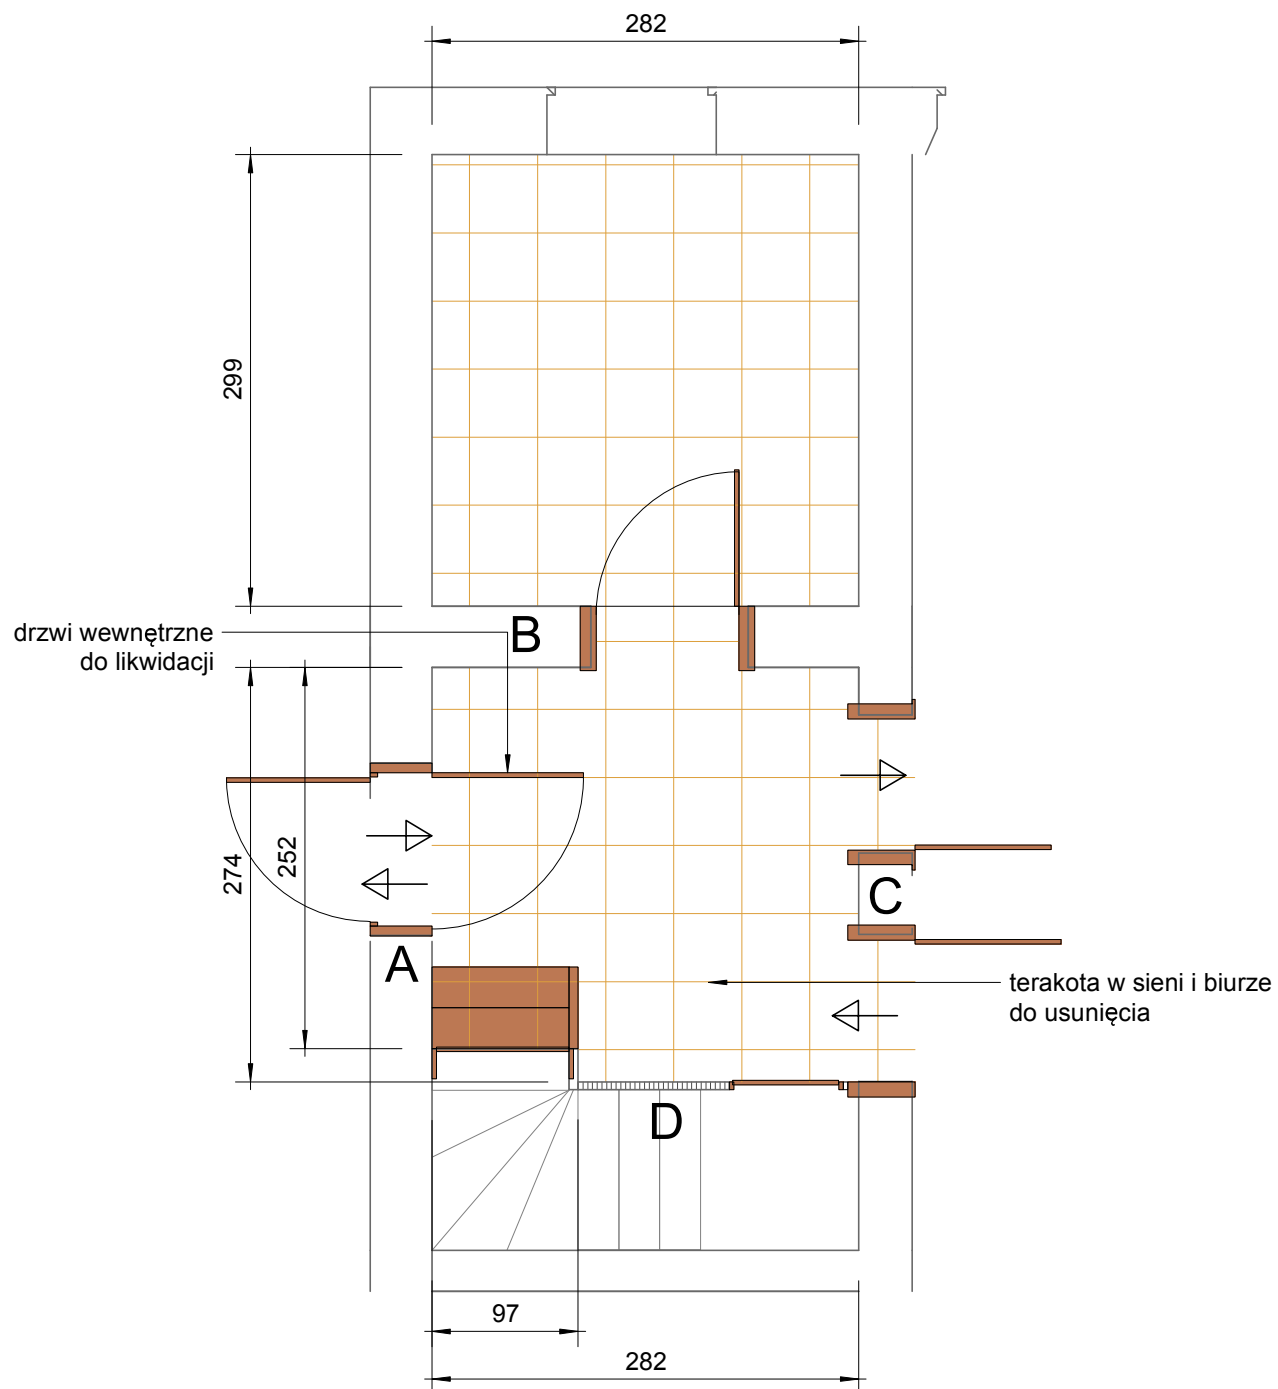 282
299
drzwi wewnętrzne
do likwidacji
B
274
252
A
C
terakota w sieni i biurze
do usunięcia
D
97
282